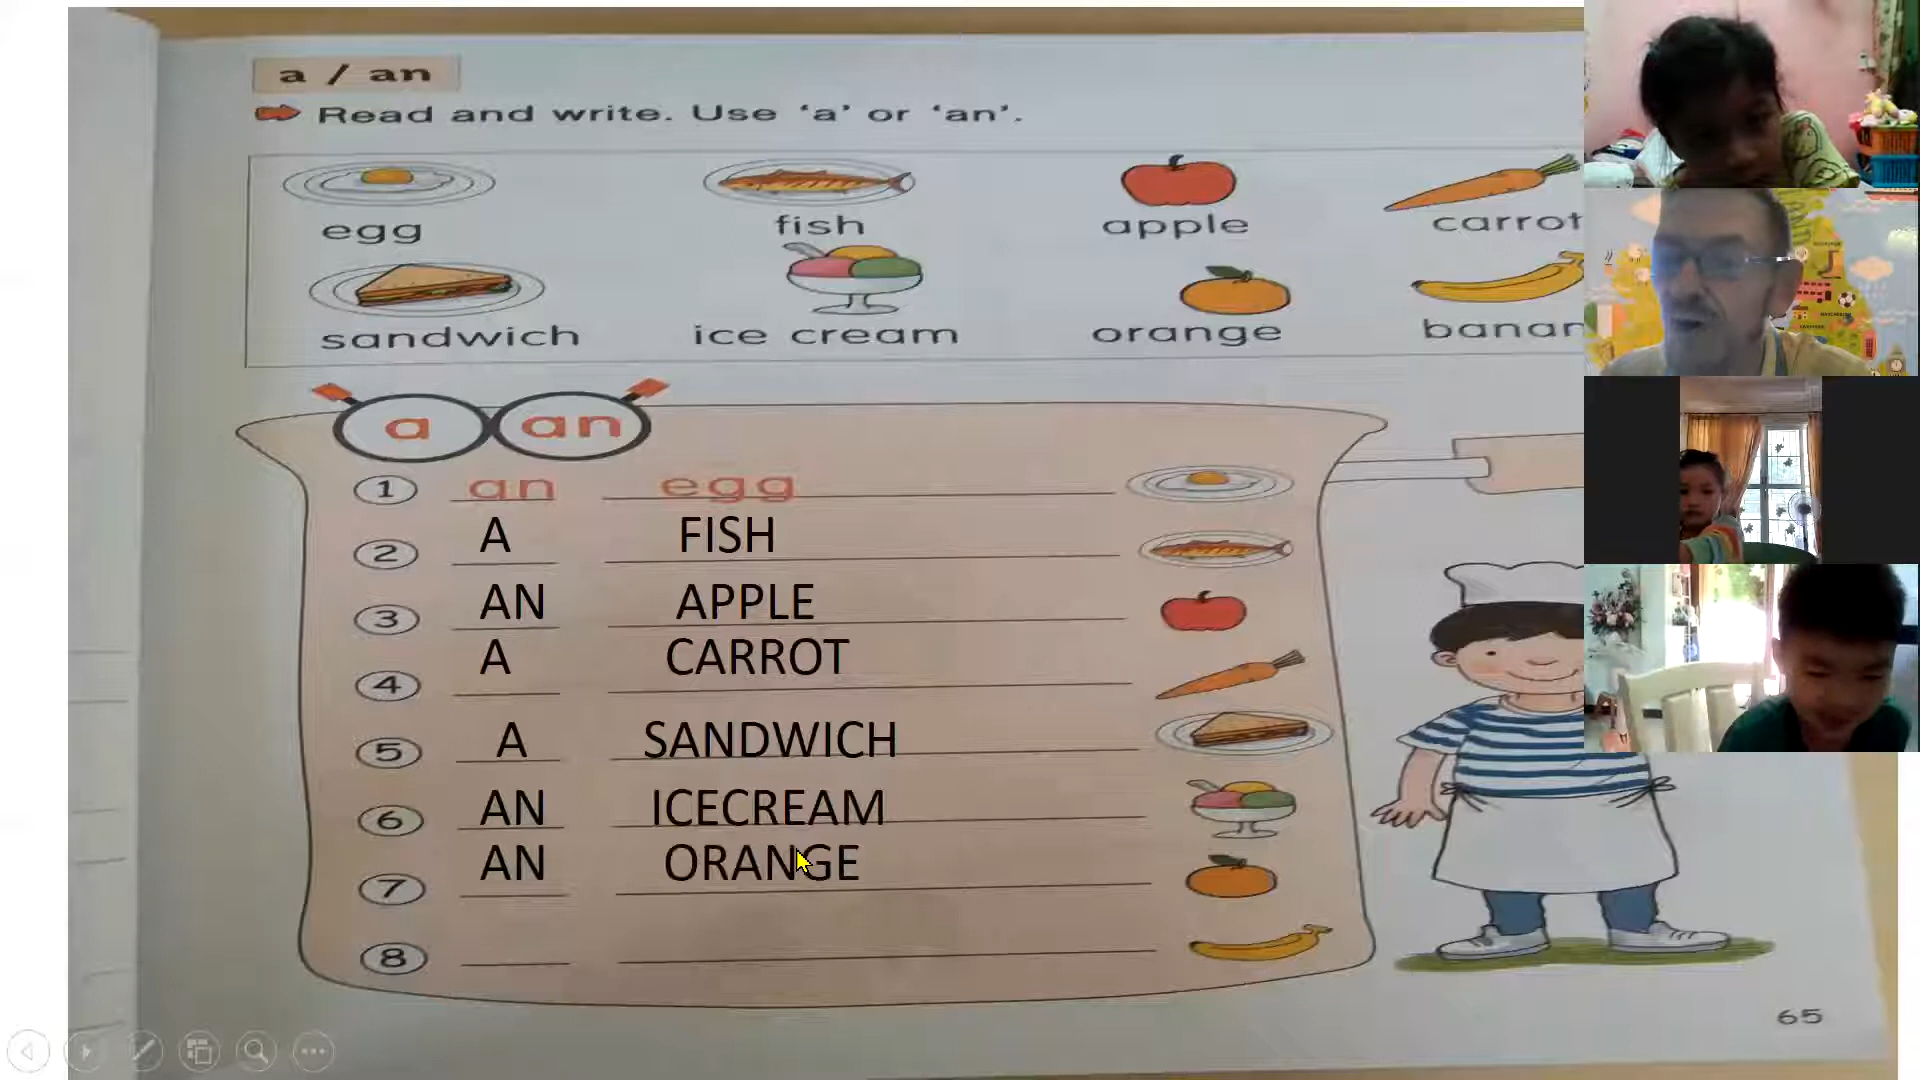 a / an
Read and write. Use 'a' or 'an'.
egg fish apple carrot
sandwich ice cream orange banan
a an
1 an egg
2 A FISH
3 AN APPLE
4 A CARROT
5 A SANDWICH
6 AN ICECREAM
7 AN ORANGE
8
65